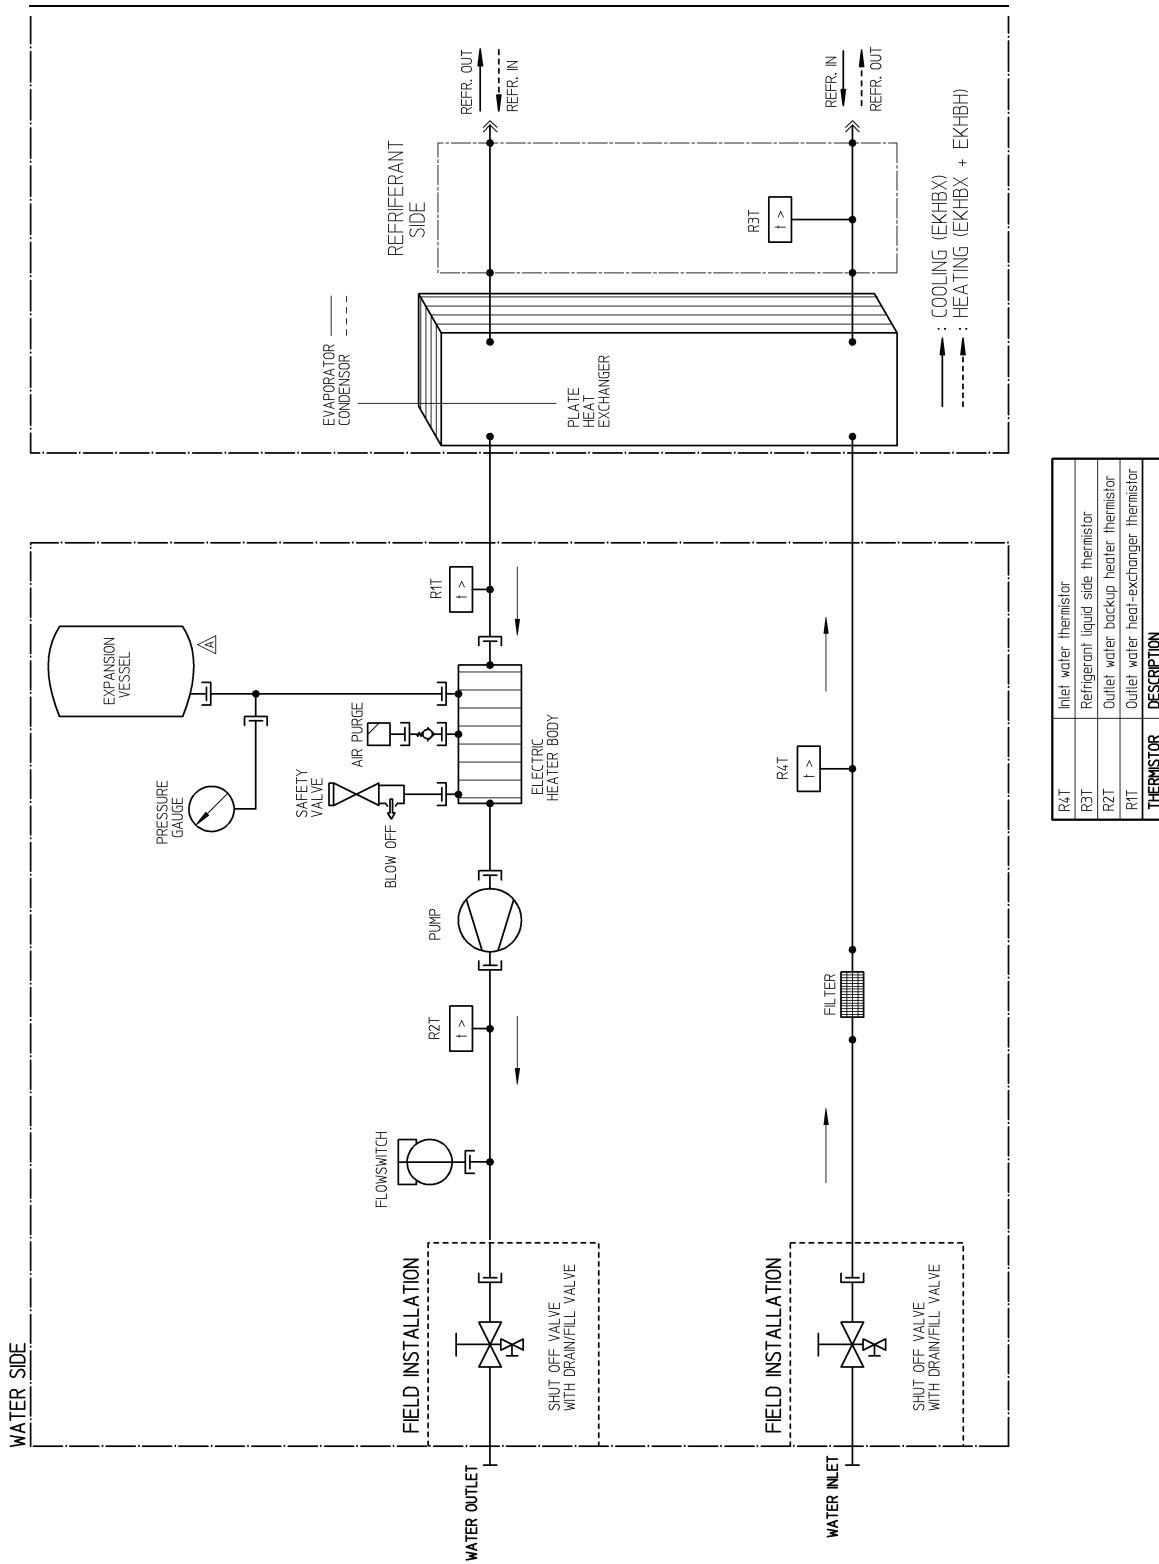 WATER SIDE
EXPANSION
VESSEL
A
PRESSURE
GAUGE
SAFETY
VALVE
BLOW OFF
AIR PURGE
ELECTRIC
HEATER BODY
R1T
t >
PUMP
R2T
t >
FLOWSWITCH
FIELD INSTALLATION
SHUT OFF VALVE
WITH DRAIN/FILL VALVE
WATER OUTLET
EVAPORATOR
CONDENSOR
PLATE
HEAT
EXCHANGER
REFRIFERANT
SIDE
REFR. OUT
REFR. IN
R3T
t >
REFR. IN
REFR. OUT
: COOLING (EKHBX)
: HEATING (EKHBX + EKHBH)
R4T
t >
FILTER
FIELD INSTALLATION
SHUT OFF VALVE
WITH DRAIN/FILL VALVE
WATER INLET
R4T Inlet water thermistor
R3T Refrigerant liquid side thermistor
R2T Outlet water backup heater thermistor
R1T Outlet water heat-exchanger thermistor
THERMISTOR DESCRIPTION